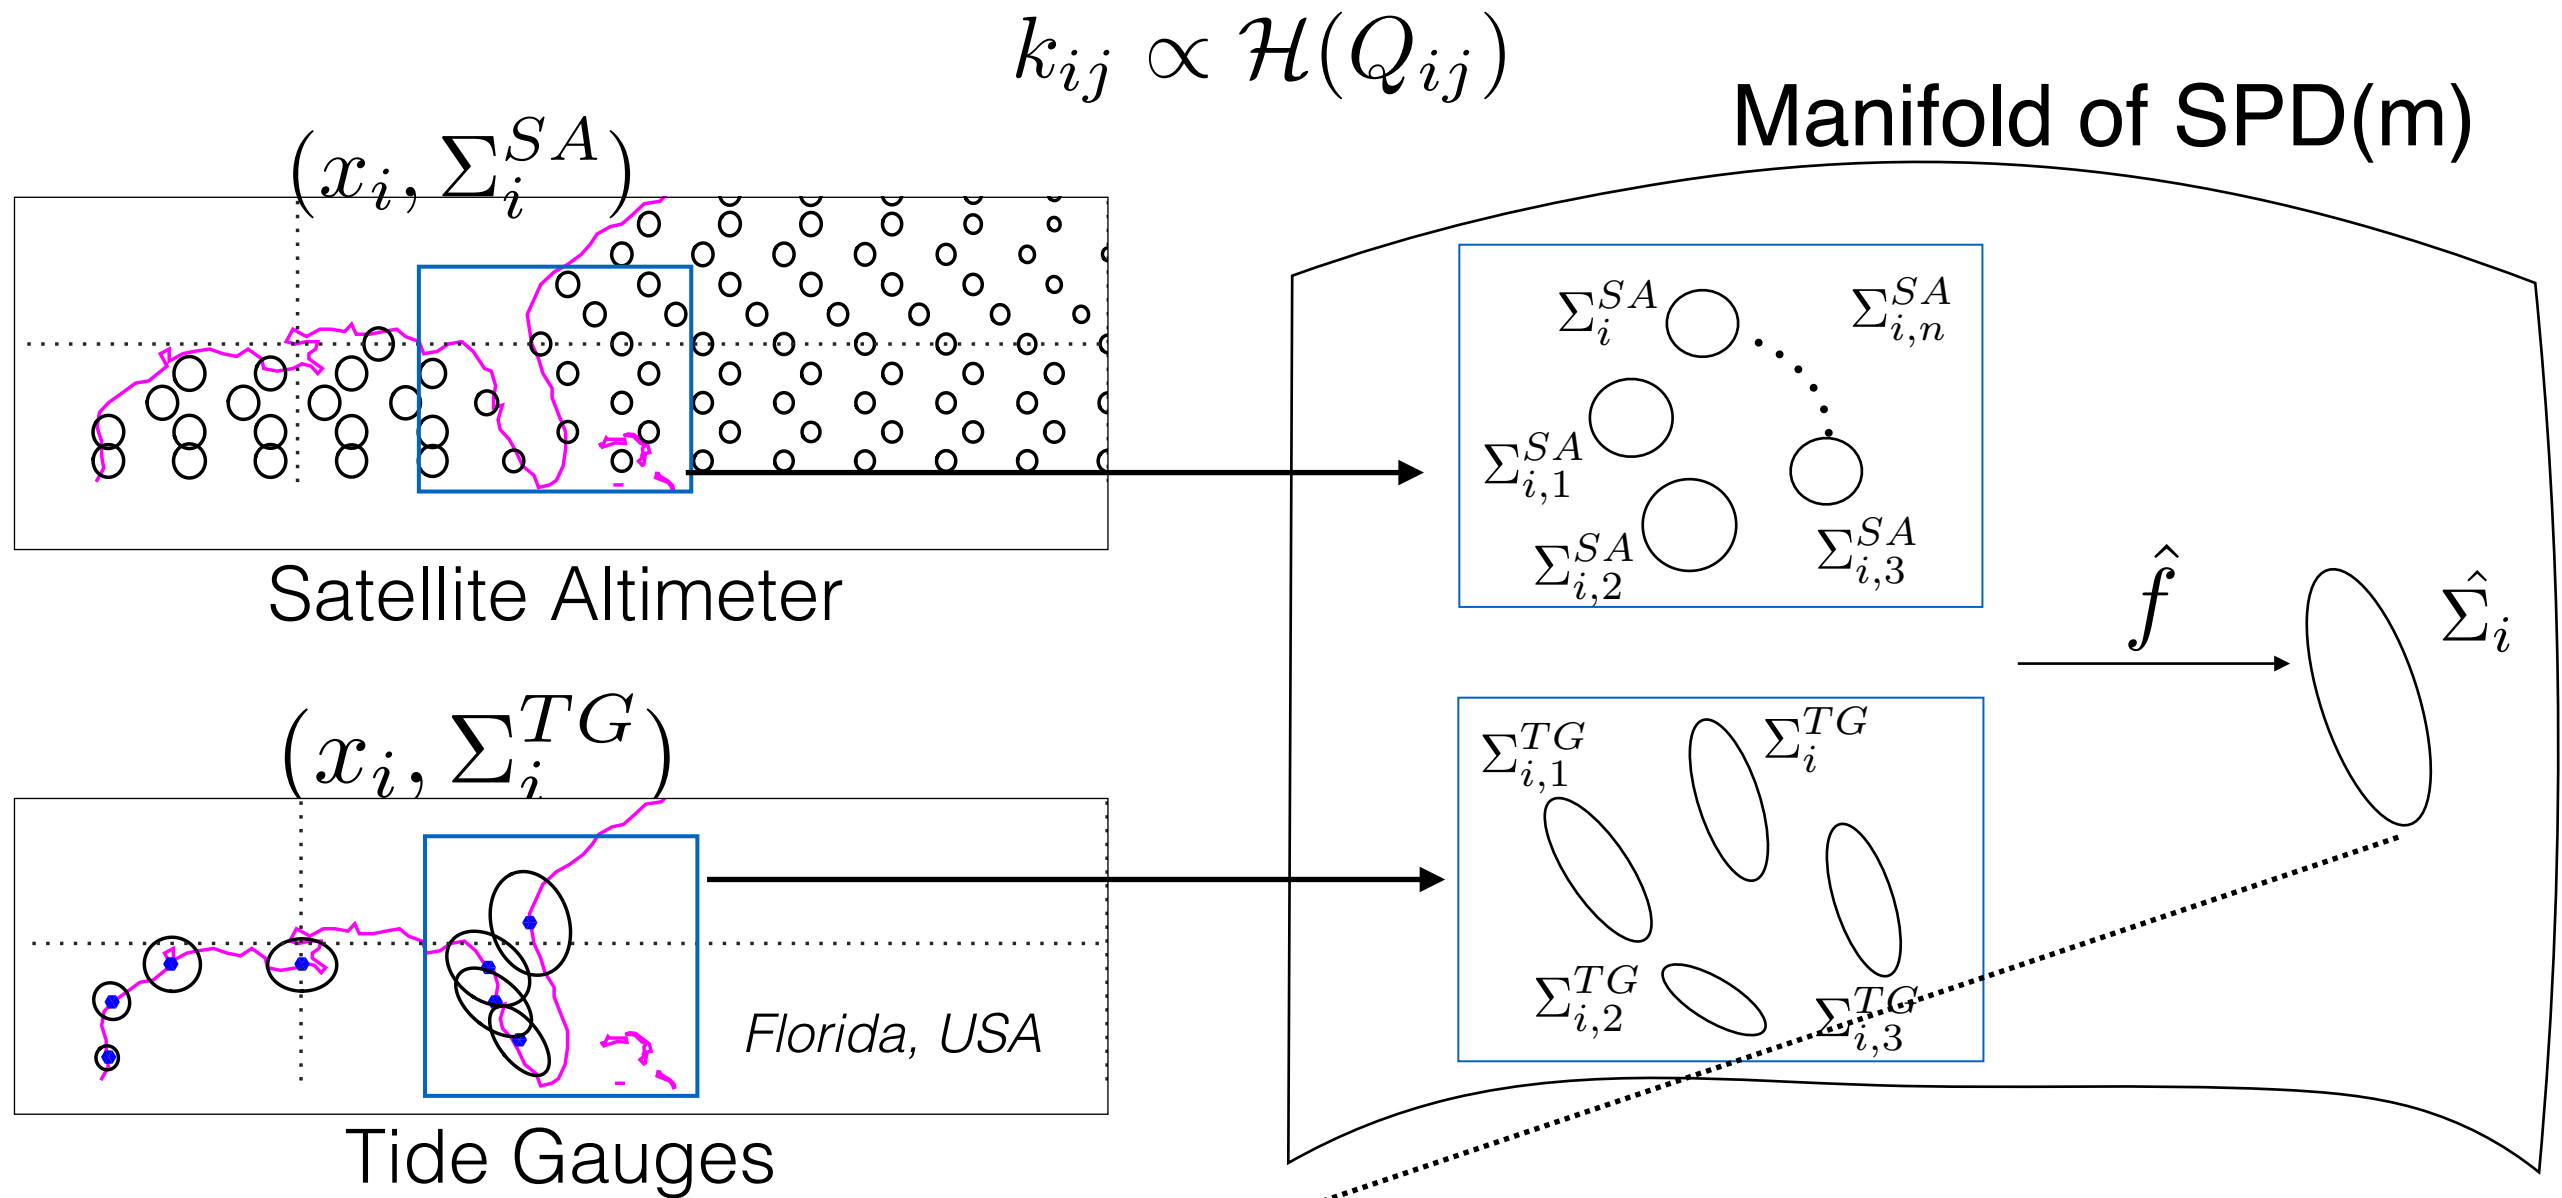 k_{ij} ∝ ℋ(Q_{ij})
Manifold of SPD(m)
(x_i, Σ_i^{SA})
Satellite Altimeter
Σ_i^{SA}
Σ_{i,n}^{SA}
Σ_{i,1}^{SA}
Σ_{i,2}^{SA}
Σ_{i,3}^{SA}
f̂
Σ̂_i
(x_i, Σ_i^{TG})
Florida, USA
Tide Gauges
Σ_{i,1}^{TG}
Σ_i^{TG}
Σ_{i,2}^{TG}
Σ_{i,3}^{TG}